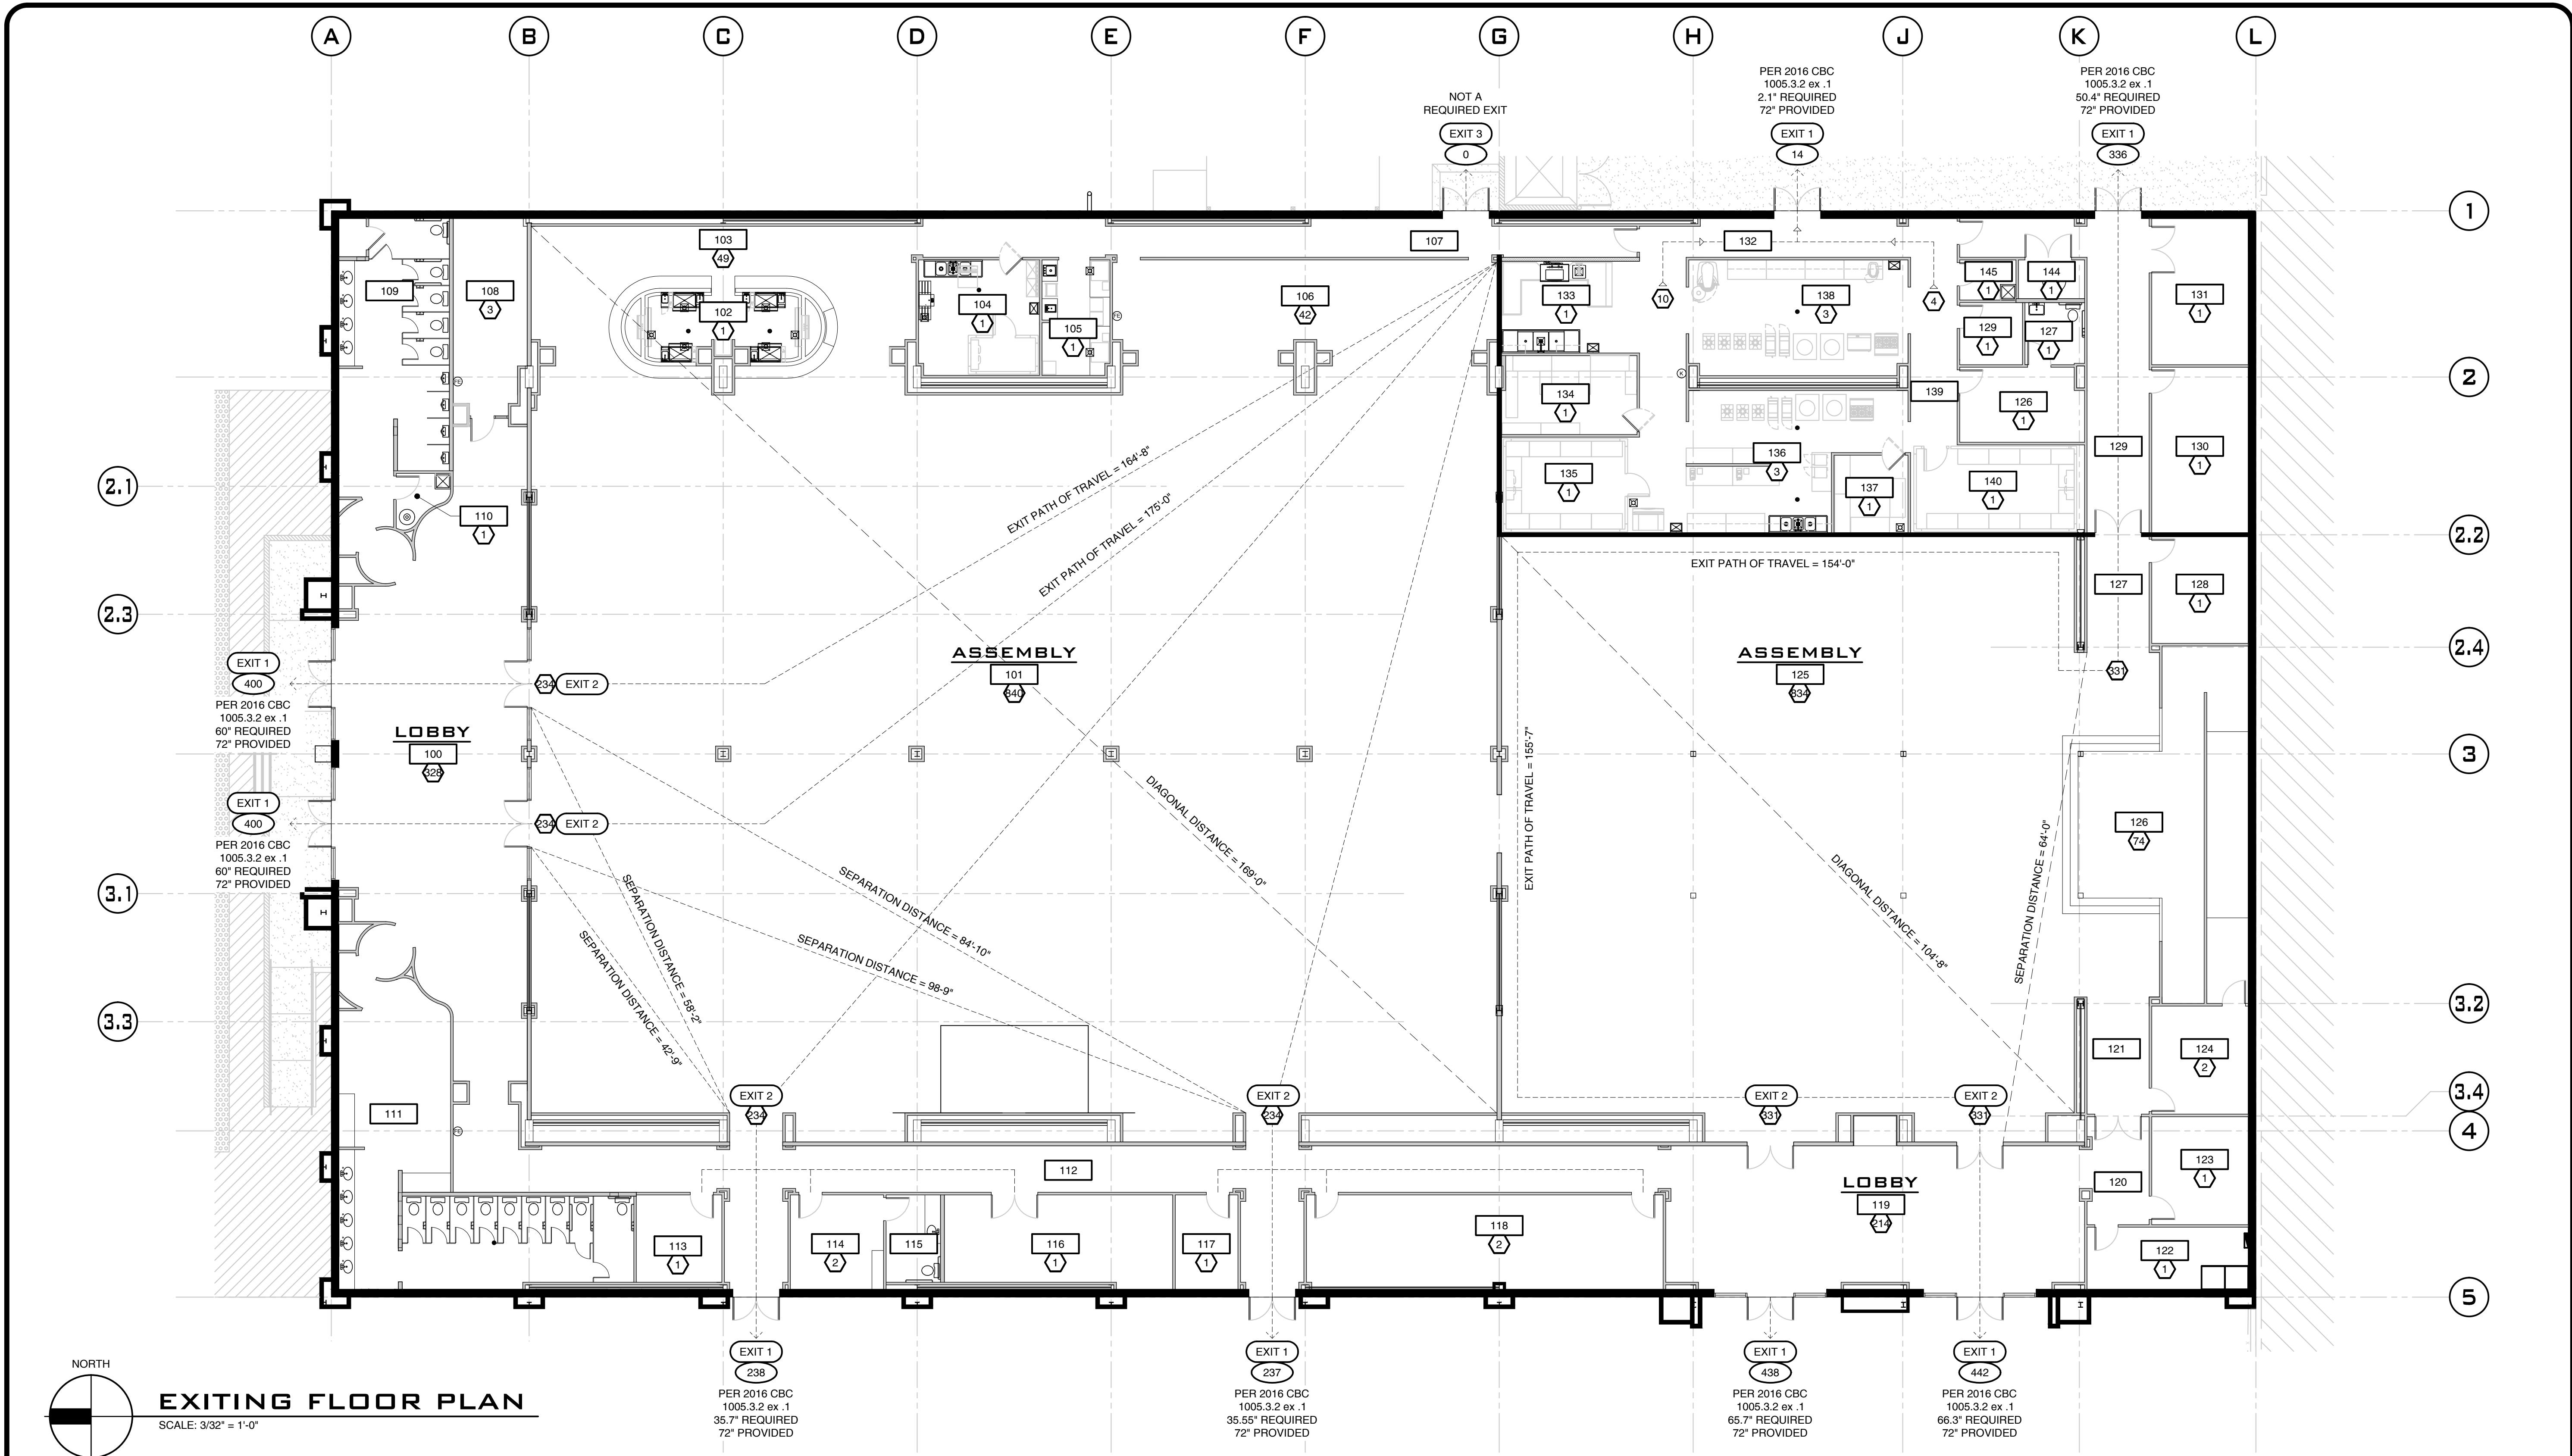 A
B
C
D
E
F
G
H
J
K
L
NOT A
REQUIRED EXIT
EXIT 3
0
PER 2016 CBC
1005.3.2 ex .1
2.1" REQUIRED
72" PROVIDED
EXIT 1
14
PER 2016 CBC
1005.3.2 ex .1
50.4" REQUIRED
72" PROVIDED
EXIT 1
336
1
2
2.1
2.2
2.3
2.4
3
3.1
3.2
3.3
3.4
4
5
103
49
107
132
109
108
3
102
1
104
1
105
1
FE
106
42
133
1
10
138
3
4
145
1
144
1
129
1
127
1
131
1
FE
K
134
1
139
126
1
136
3
129
130
1
135
1
137
1
140
1
110
1
EXIT PATH OF TRAVEL = 164'-8"
EXIT PATH OF TRAVEL = 175'-0"
EXIT PATH OF TRAVEL = 154'-0"
127
128
1
EXIT 1
400
PER 2016 CBC
1005.3.2 ex .1
60" REQUIRED
72" PROVIDED
234
EXIT 2
ASSEMBLY
101
840
ASSEMBLY
125
834
331
LOBBY
100
328
EXIT 1
400
PER 2016 CBC
1005.3.2 ex .1
60" REQUIRED
72" PROVIDED
234
EXIT 2
EXIT PATH OF TRAVEL = 155'-7"
DIAGONAL DISTANCE = 169'-0"
DIAGONAL DISTANCE = 104'-8"
SEPARATION DISTANCE = 64'-0"
126
74
SEPARATION DISTANCE = 84'-10"
SEPARATION DISTANCE = 98-9"
SEPARATION DISTANCE = 58'-2"
SEPARATION DISTANCE = 42'-9"
121
124
2
111
FE
EXIT 2
234
EXIT 2
234
EXIT 2
331
EXIT 2
331
112
123
1
120
LOBBY
119
214
113
1
114
2
115
116
1
117
1
118
2
122
1
EXIT 1
238
PER 2016 CBC
1005.3.2 ex .1
35.7" REQUIRED
72" PROVIDED
EXIT 1
237
PER 2016 CBC
1005.3.2 ex .1
35.55" REQUIRED
72" PROVIDED
EXIT 1
438
PER 2016 CBC
1005.3.2 ex .1
65.7" REQUIRED
72" PROVIDED
EXIT 1
442
PER 2016 CBC
1005.3.2 ex .1
66.3" REQUIRED
72" PROVIDED
NORTH
EXITING FLOOR PLAN
SCALE: 3/32" = 1'-0"